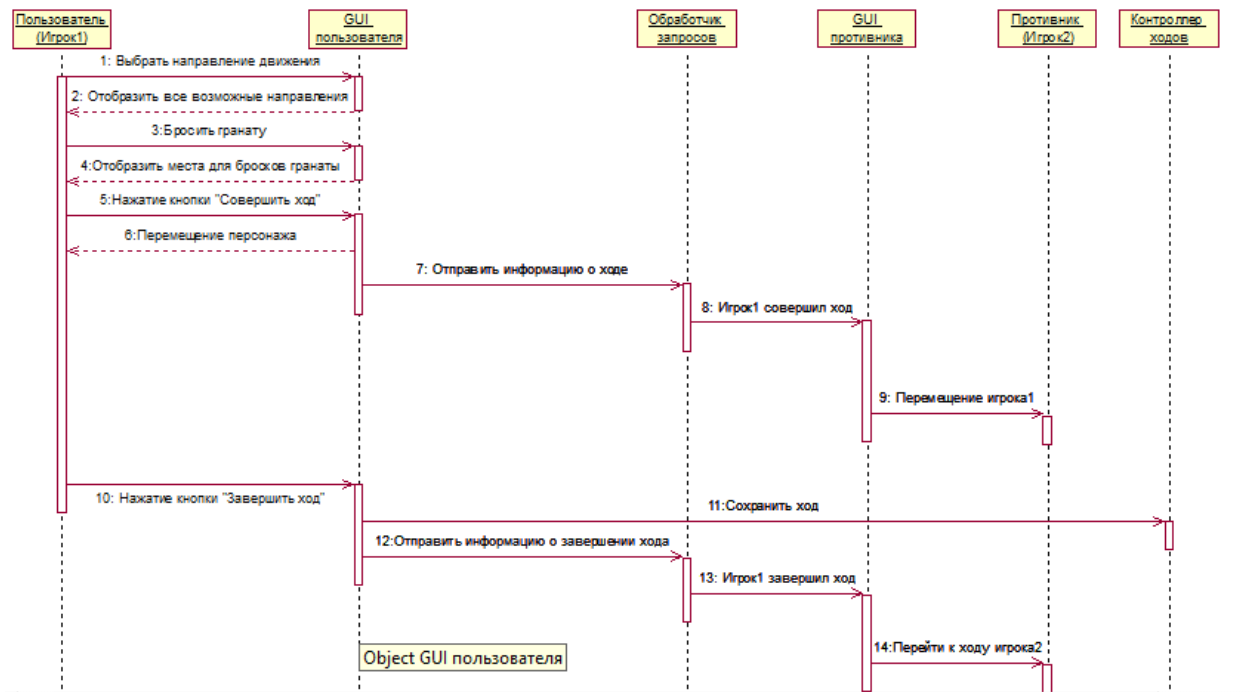 Пользователь
(Игрок1)
GUI
пользователя
Обработчик
запросов
GUI
противника
Противник
(Игрок2)
Контроллер
ходов
1: Выбрать направление движения
2: Отобразить все возможные направления
3:Бросить гранату
4:Отобразить места для бросков гранаты
5:Нажатие кнопки "Совершить ход"
6:Перемещение персонажа
7: Отправить информацию о ходе
8: Игрок1 совершил ход
9: Перемещение игрока1
10: Нажатие кнопки "Завершить ход"
11:Сохранить ход
12:Отправить информацию о завершении хода
13: Игрок1 завершил ход
14:Перейти к ходу игрока2
Object GUI пользователя